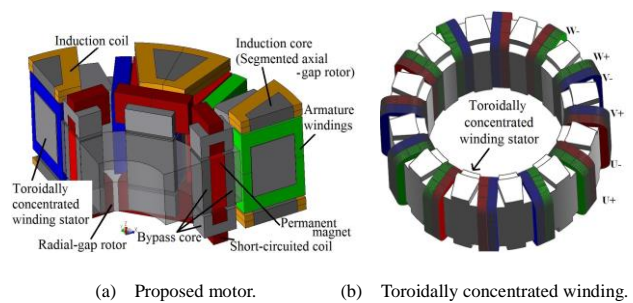 Induction coil
Induction core
(Segmented axial
-gap rotor)
Armature
windings
Toroidally
concentrated
winding stator
Radial-gap rotor
Bypass core
Permanent
magnet
Short-circuited coil
W-
W+
V-
V+
U-
U+
Toroidally
concentrated
winding stator
(a) Proposed motor.
(b) Toroidally concentrated winding.